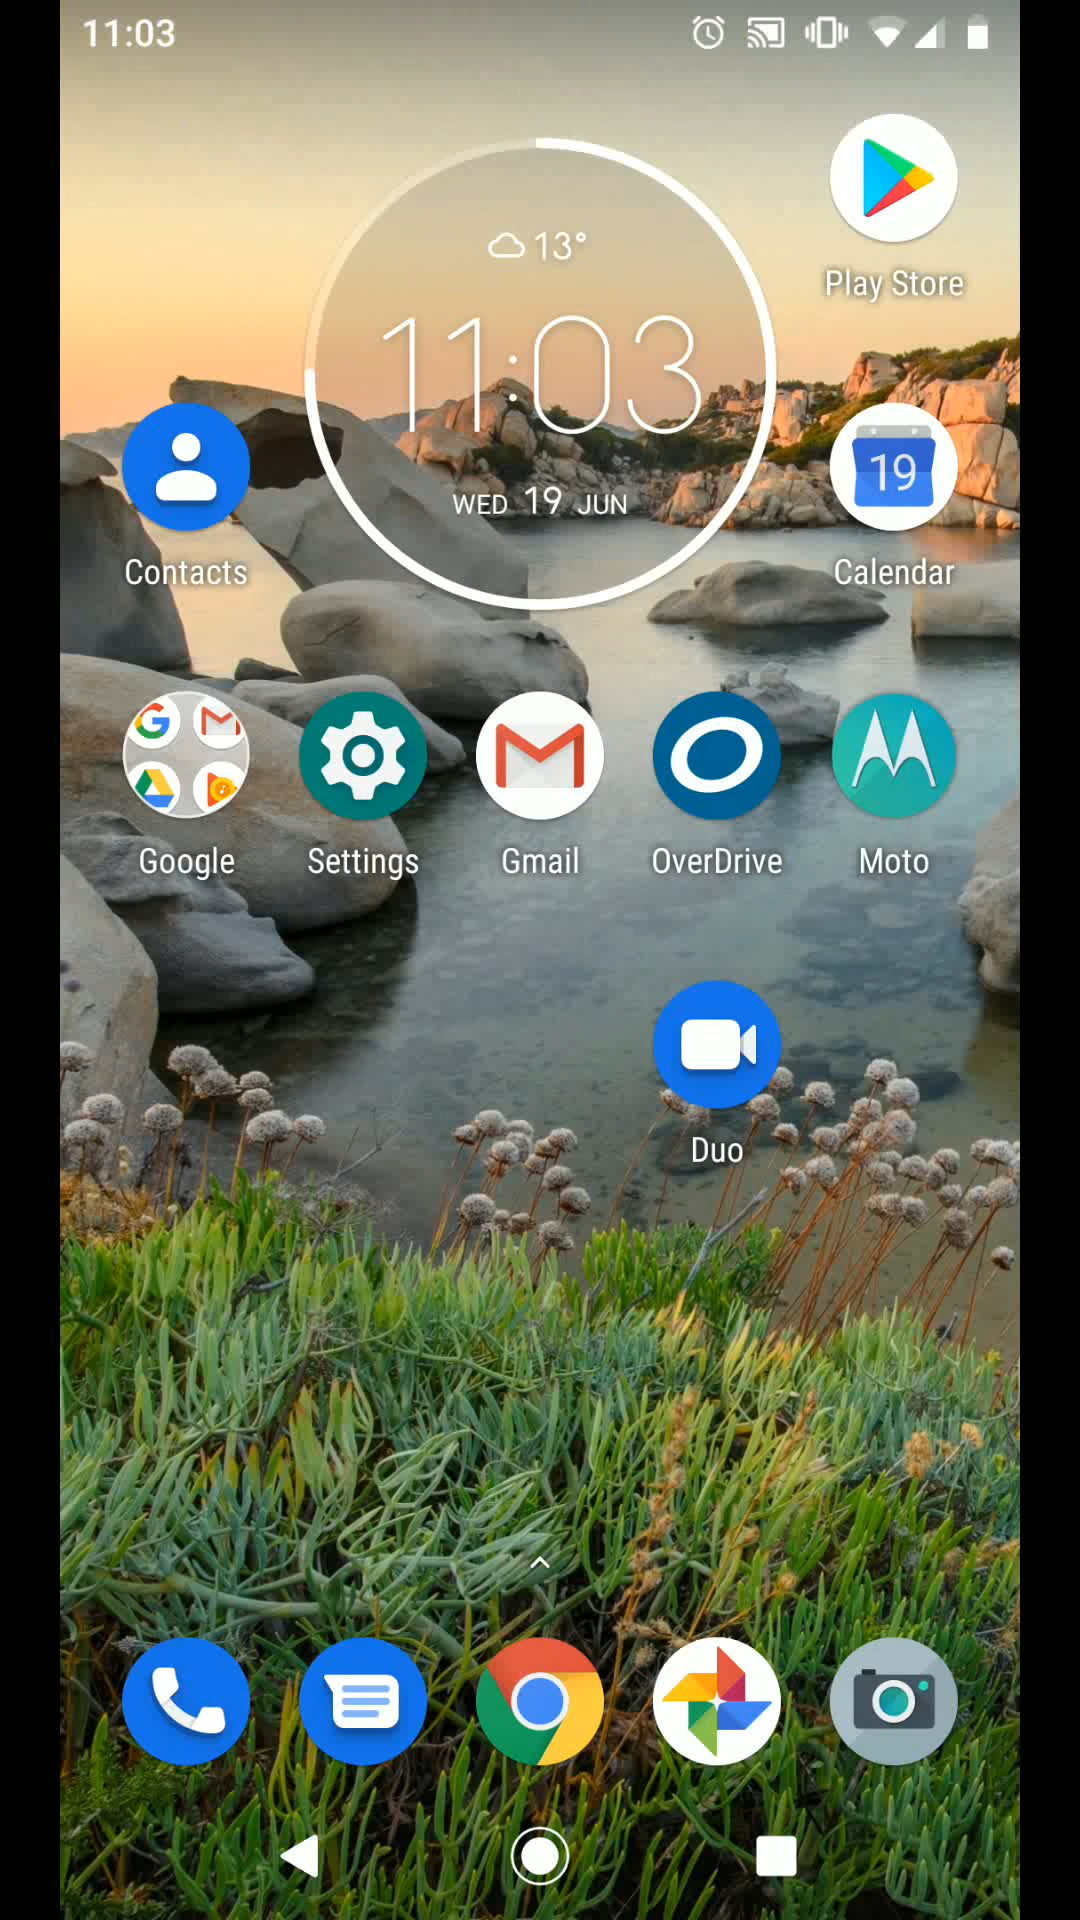 11:03
Play Store
13°
11:03
WED 19 JUN
Contacts
19
Calendar
Google
Settings
Gmail
OverDrive
Moto
Duo